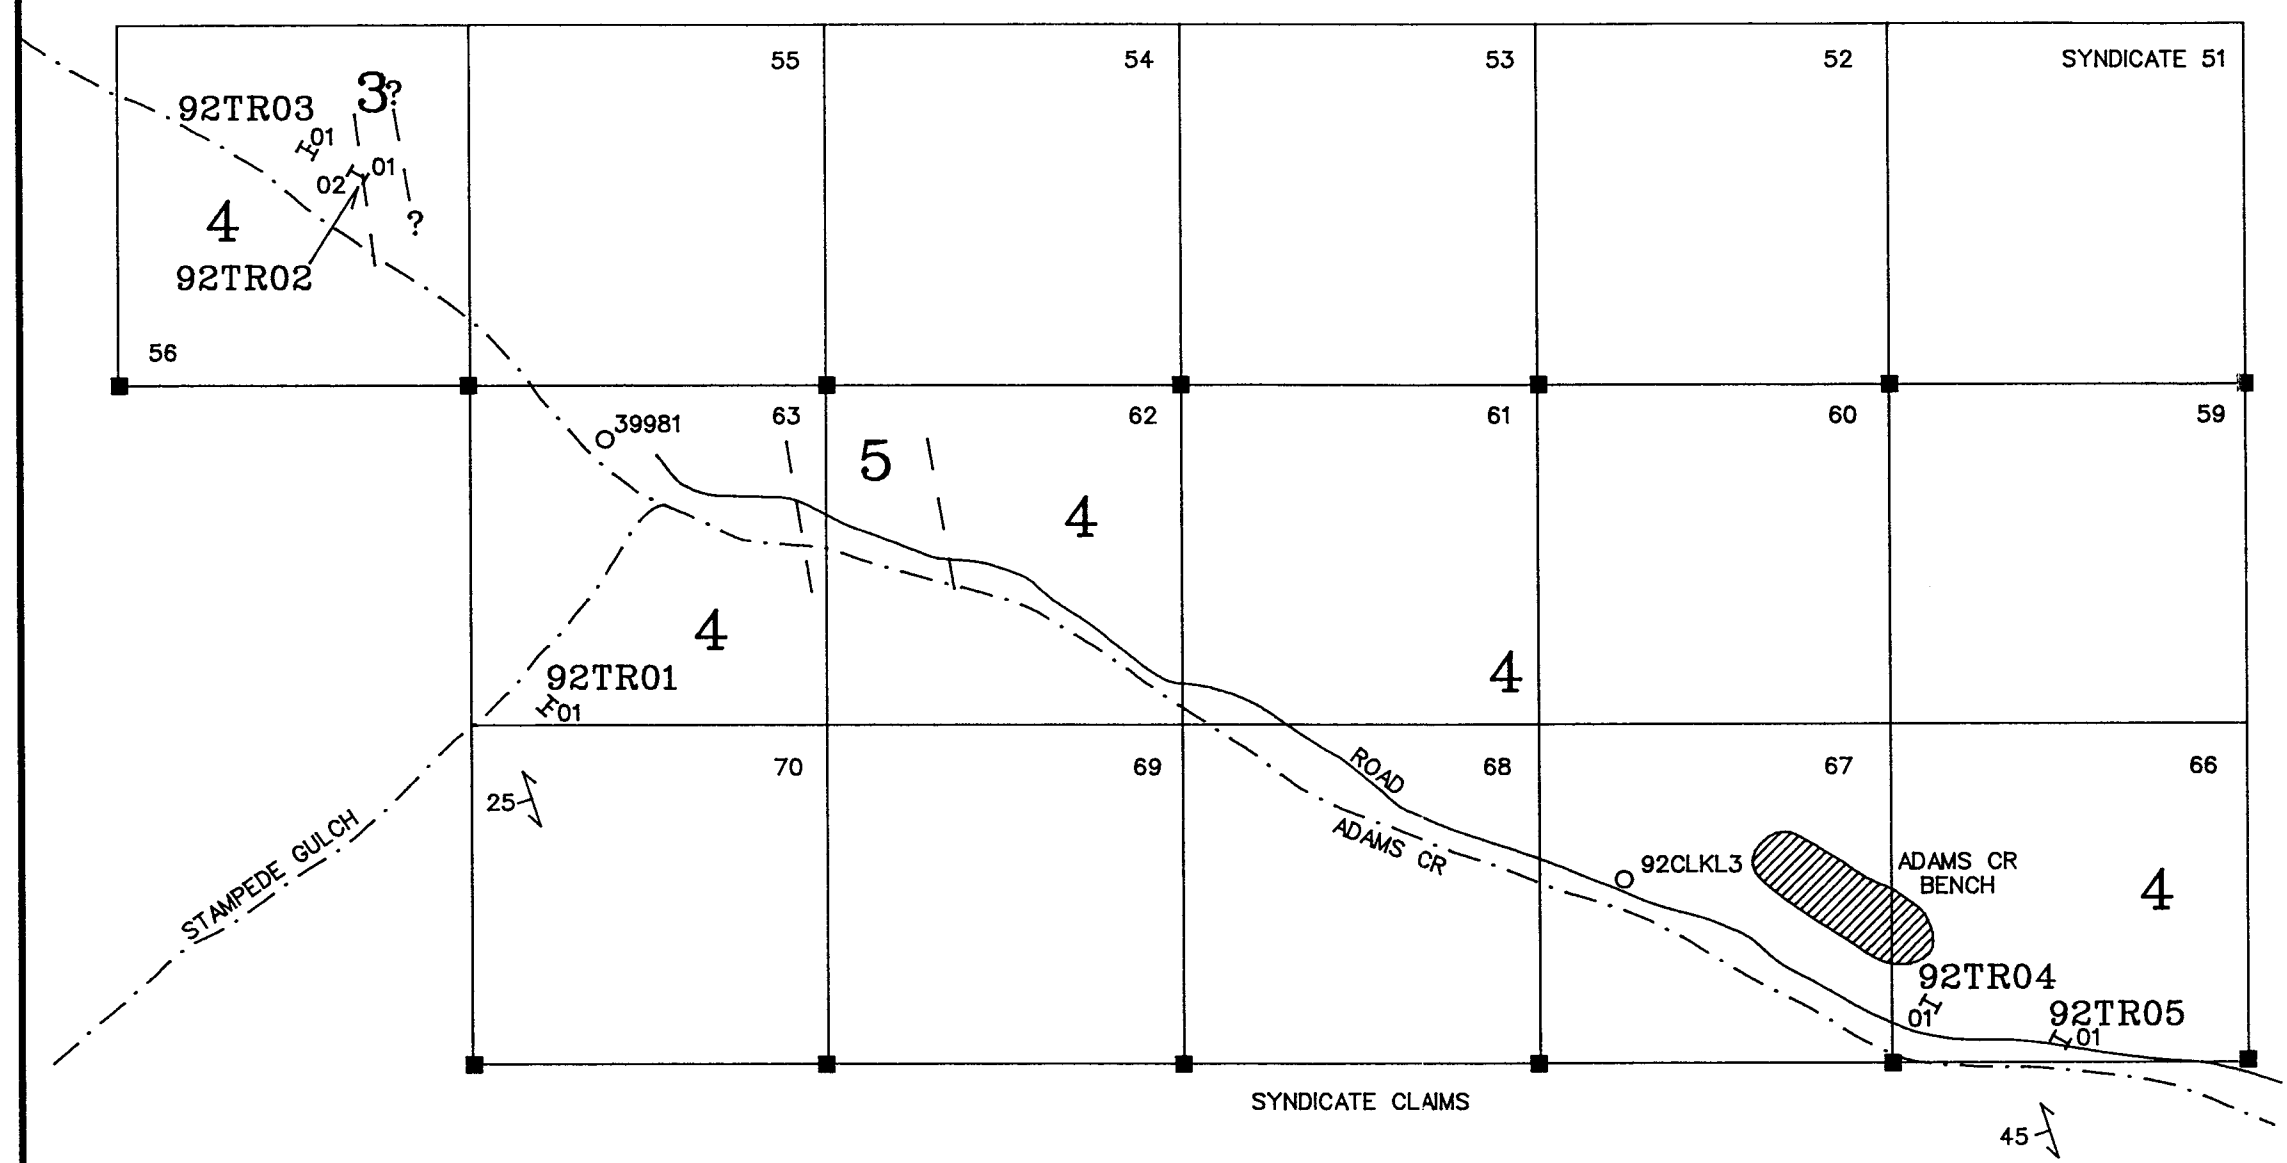 55
54
53
52
SYNDICATE 51
3?
92TR03
01
01
02
4
?
92TR02
56
63
62
61
60
59
39981
5
4
4
92TR01
01
4
70
69
68
67
66
25
ROAD
ADAMS CR
STAMPEDE GULCH
92CLKL3
ADAMS CR
BENCH
4
92TR04
01
92TR05
01
SYNDICATE CLAIMS
45